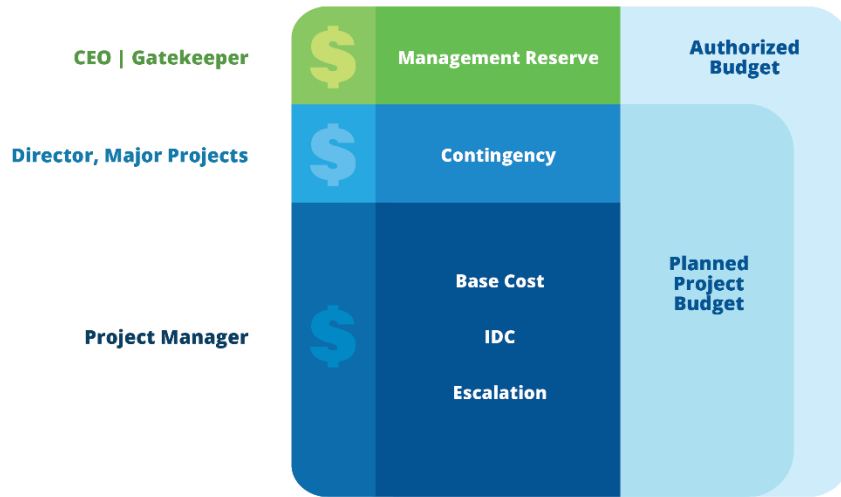 CEO | Gatekeeper
$
Management Reserve
Authorized
Budget
Director, Major Projects
$
Contingency
Planned
Project
Budget
Project Manager
$
Base Cost
IDC
Escalation